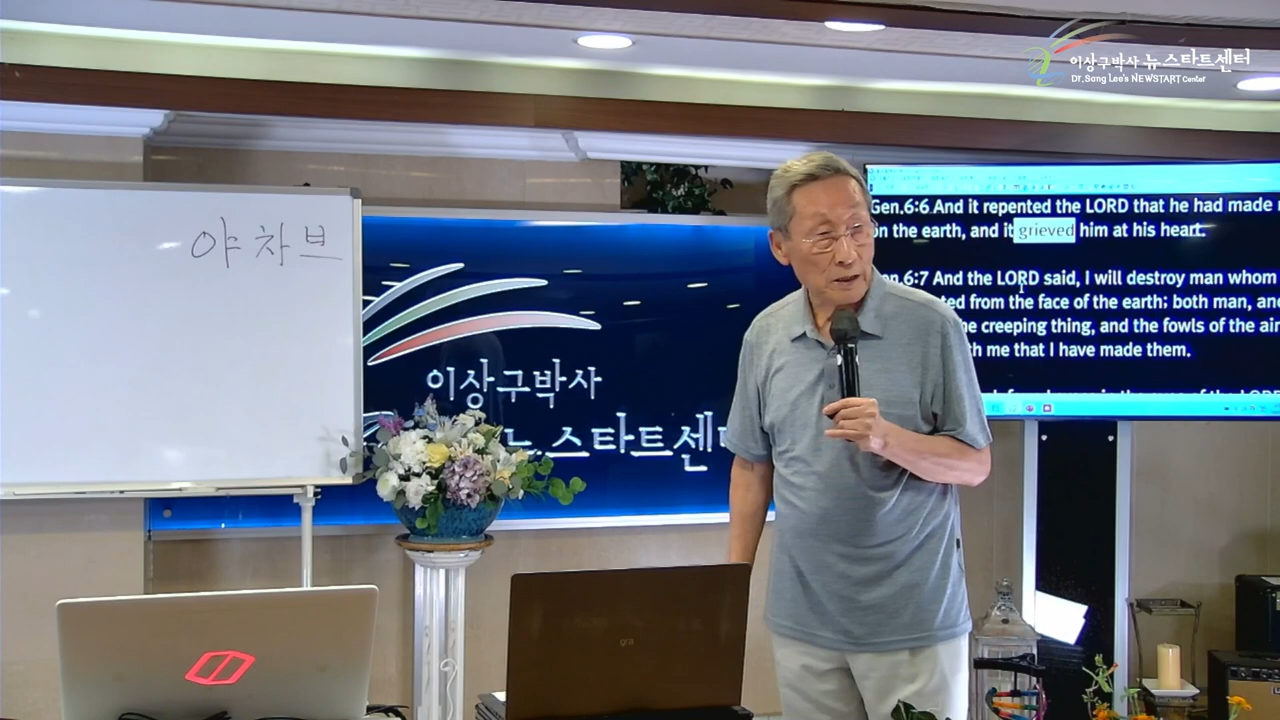 이상구박사 뉴스타트센터
Dr. Sang Lee's NEWSTART Center
야차브
이상구박사
뉴스타트센
Gen.6:6 And it repented the LORD that he had made
on the earth, and it grieved him at his heart.
6:7 And the LORD said, I will destroy man whom
from the face of the earth; both man, and
creeping thing, and the fowls of the air
me that I have made them.
gra